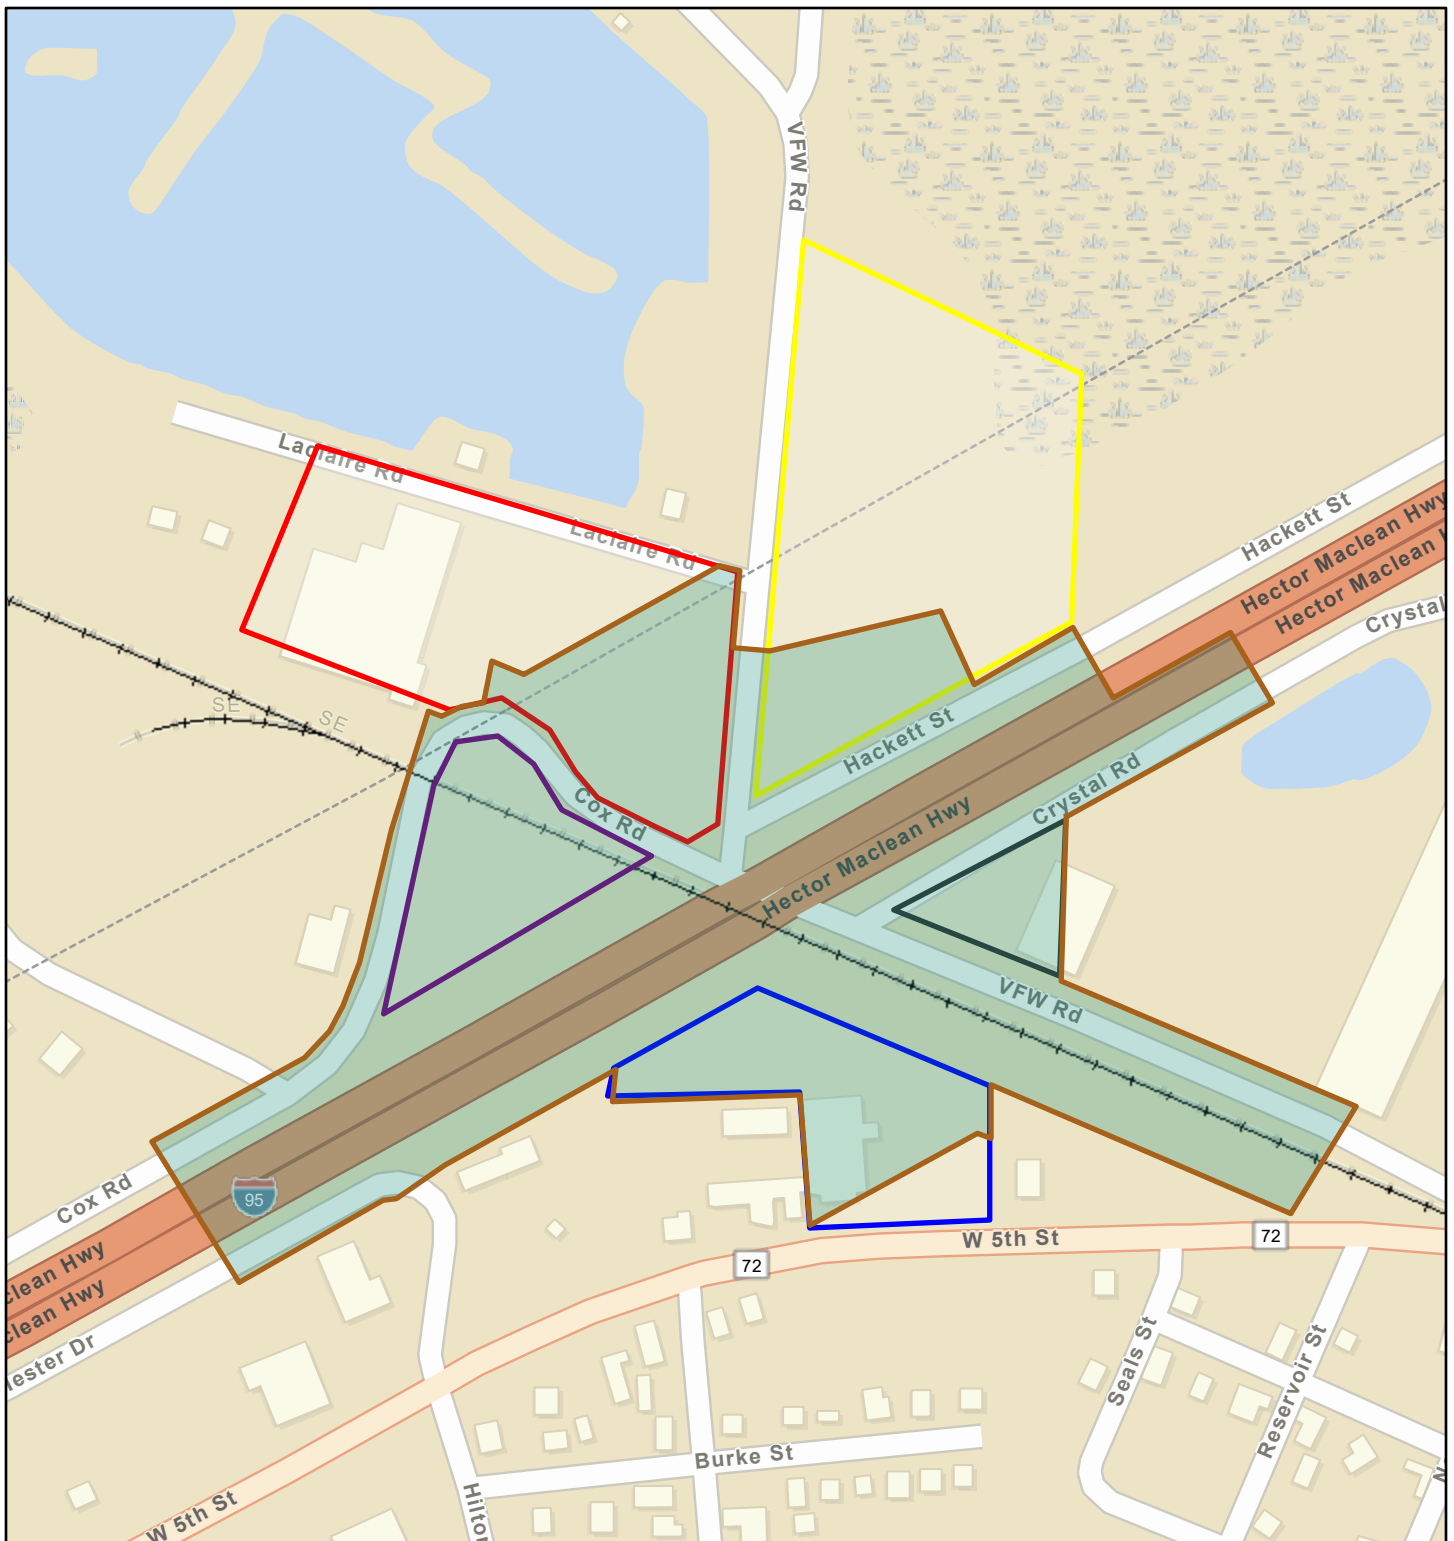 VFW Rd
Laclaire Rd
Laclaire Rd
Hackett St
Hector Maclean Hwy
Hector Maclean H
Crystal
SE
SE
Hackett St
Crystal Rd
Cox Rd
Hector Maclean Hwy
VFW Rd
Cox Rd
95
clean Hwy
clean Hwy
lester Dr
W 5th St
72
72
Seals St
Reservoir St
Burke St
W 5th St
Hilton
N